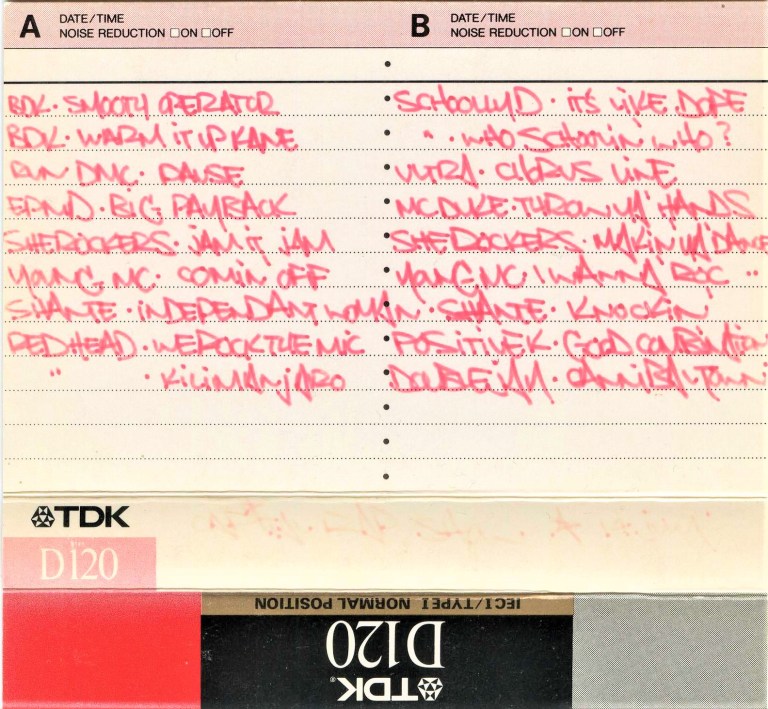 A DATE/TIME
NOISE REDUCTION □ON □OFF
BDK · SMOOTH OPERATOR
BDK · WARM IT UP KANE
RUN DMC · PAUSE
EPMD · BIG PAYBACK
SHEROCKERS · JAM IT JAM
YOUNG MC · COMIN OFF
SHANTE · INDEPENDANT WOMAN
REDHEAD · WE ROCK THE MIC
" · KILIMANJARO
B DATE/TIME
NOISE REDUCTION □ON □OFF
SCHOOLLY D · IT'S LIKE DOPE
" · WHO SCHOOLIN WHO?
ULTRA · CHORUS LINE
MC DUKE · THROW YA' HANDS
SHEROCKERS · MAKIN YA DANCE
YOUNG MC · I WANNA ROC "
SHANTE · KNOCKIN
POSITIVE K · GOOD COMBINATION
CANNIBAL
TDK
D120
IEC I/TYPE I NORMAL POSITION
D120
TDK®